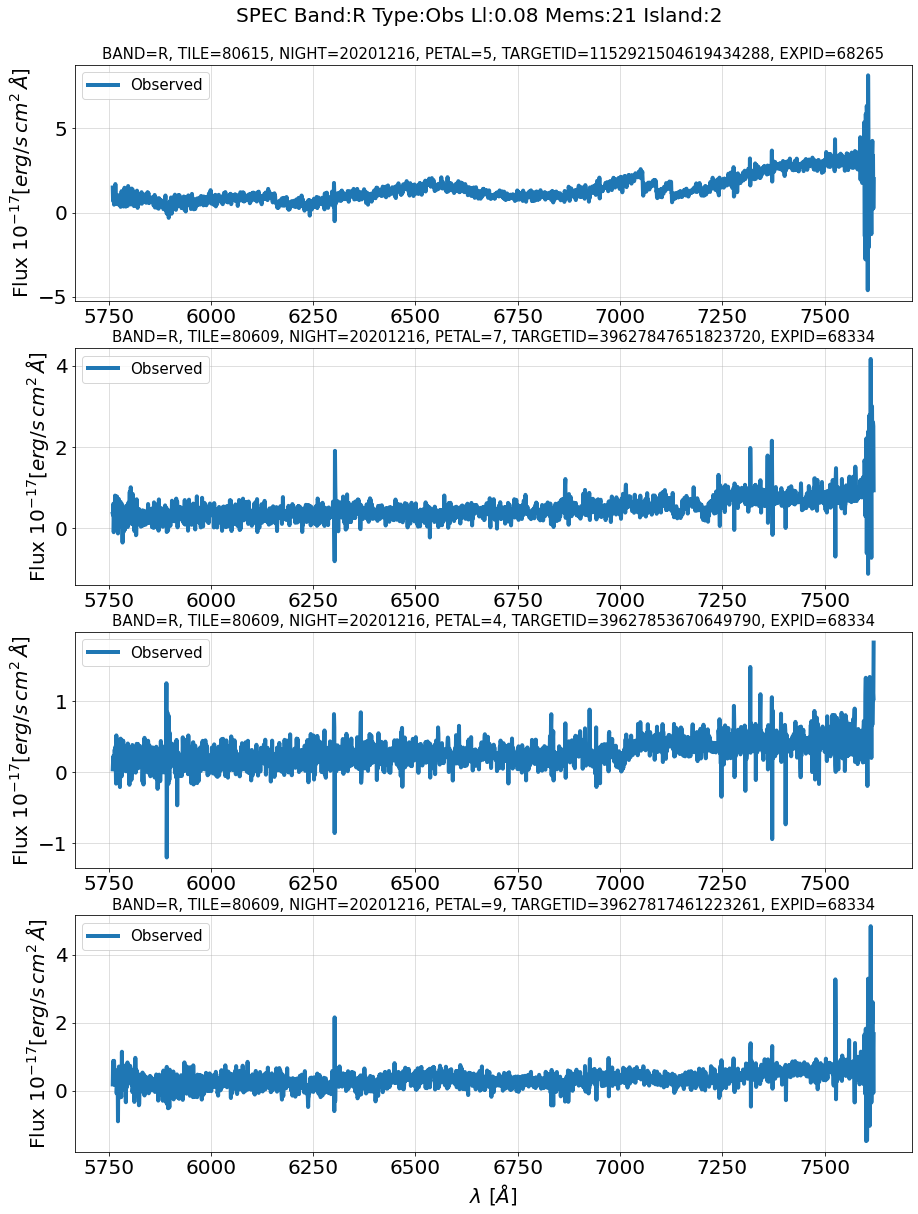 SPEC Band:R Type:Obs Ll:0.08 Mems:21 Island:2
BAND=R, TILE=80615, NIGHT=20201216, PETAL=5, TARGETID=1152921504619434288, EXPID=68265
Observed
Flux 10^{-17}[erg/s cm^2 Å]
5
0
−5
5750 6000 6250 6500 6750 7000 7250 7500
BAND=R, TILE=80609, NIGHT=20201216, PETAL=7, TARGETID=39627847651823720, EXPID=68334
Observed
Flux 10^{-17}[erg/s cm^2 Å]
4
2
0
5750 6000 6250 6500 6750 7000 7250 7500
BAND=R, TILE=80609, NIGHT=20201216, PETAL=4, TARGETID=39627853670649790, EXPID=68334
Observed
Flux 10^{-17}[erg/s cm^2 Å]
1
0
−1
5750 6000 6250 6500 6750 7000 7250 7500
BAND=R, TILE=80609, NIGHT=20201216, PETAL=9, TARGETID=39627817461223261, EXPID=68334
Observed
Flux 10^{-17}[erg/s cm^2 Å]
4
2
0
5750 6000 6250 6500 6750 7000 7250 7500
λ [Å]